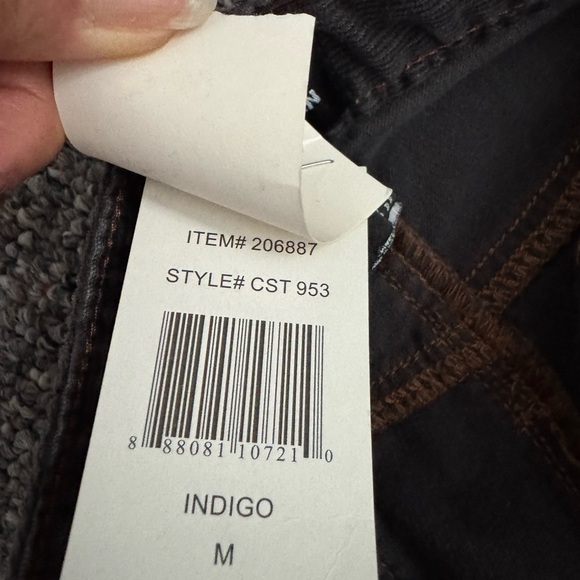 ITEM# 206887
STYLE# CST 953
8 88081 10721 0
INDIGO
M